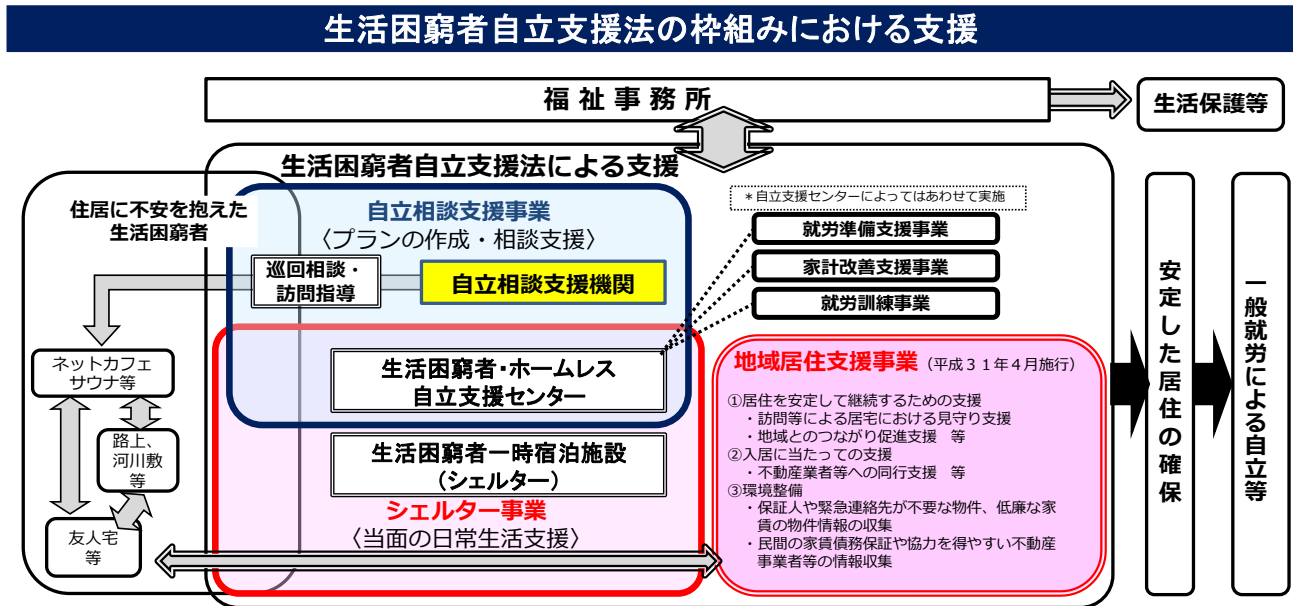 生活困窮者自立支援法の枠組みにおける支援
福祉事務所
生活保護等
生活困窮者自立支援法による支援
住居に不安を抱えた
生活困窮者
自立相談支援事業
〈プランの作成・相談支援〉
巡回相談・
訪問指導
自立相談支援機関
＊自立支援センターによってはあわせて実施
就労準備支援事業
家計改善支援事業
就労訓練事業
ネットカフェ
サウナ等
路上、
河川敷
等
友人宅
等
生活困窮者・ホームレス
自立支援センター
生活困窮者一時宿泊施設
（シェルター）
シェルター事業
〈当面の日常生活支援〉
地域居住支援事業（平成３１年４月施行）
①居住を安定して継続するための支援
・訪問等による居宅における見守り支援
・地域とのつながり促進支援　等
②入居に当たっての支援
・不動産業者等への同行支援　等
③環境整備
・保証人や緊急連絡先が不要な物件、低廉な家
賃の物件情報の収集
・民間の家賃債務保証や協力を得やすい不動産
事業者等の情報収集
安定した居住の確保
一般就労による自立等